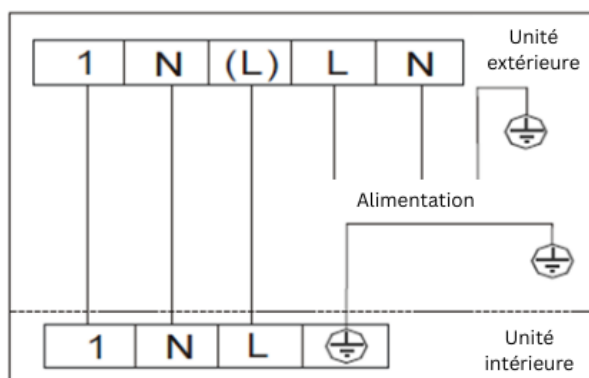 1 N (L) L N
Unité
extérieure
Alimentation
1 N L
Unité
intérieure